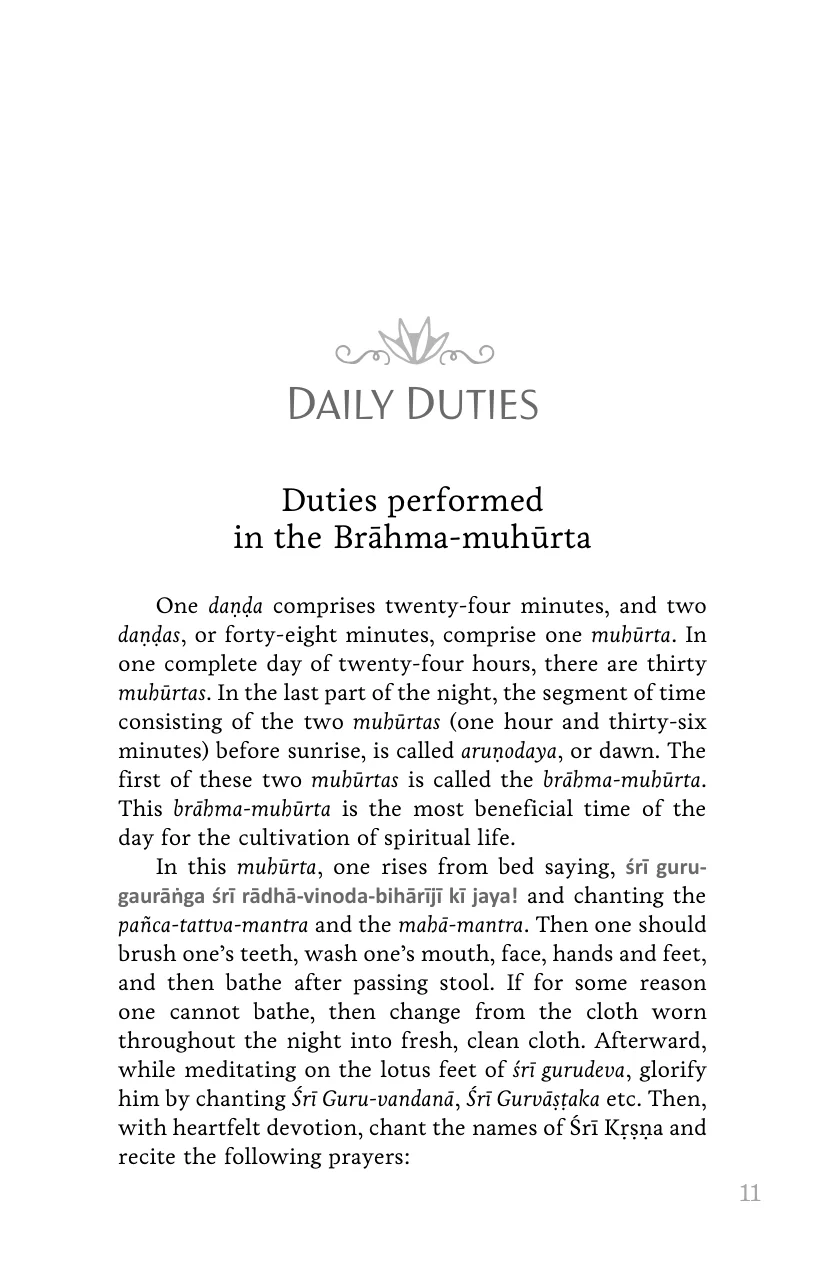 DAILY DUTIES
Duties performed
in the Brāhma-muhūrta
One daṇḍa comprises twenty-four minutes, and two
daṇḍas, or forty-eight minutes, comprise one muhūrta. In
one complete day of twenty-four hours, there are thirty
muhūrtas. In the last part of the night, the segment of time
consisting of the two muhūrtas (one hour and thirty-six
minutes) before sunrise, is called aruṇodaya, or dawn. The
first of these two muhūrtas is called the brāhma-muhūrta.
This brāhma-muhūrta is the most beneficial time of the
day for the cultivation of spiritual life.
In this muhūrta, one rises from bed saying, śrī guru-
gaurāṅga śrī rādhā-vinoda-bihārījī kī jaya! and chanting the
pañca-tattva-mantra and the mahā-mantra. Then one should
brush one’s teeth, wash one’s mouth, face, hands and feet,
and then bathe after passing stool. If for some reason
one cannot bathe, then change from the cloth worn
throughout the night into fresh, clean cloth. Afterward,
while meditating on the lotus feet of śrī gurudeva, glorify
him by chanting Śrī Guru-vandanā, Śrī Gurvāṣṭaka etc. Then,
with heartfelt devotion, chant the names of Śrī Kṛṣṇa and
recite the following prayers:
11